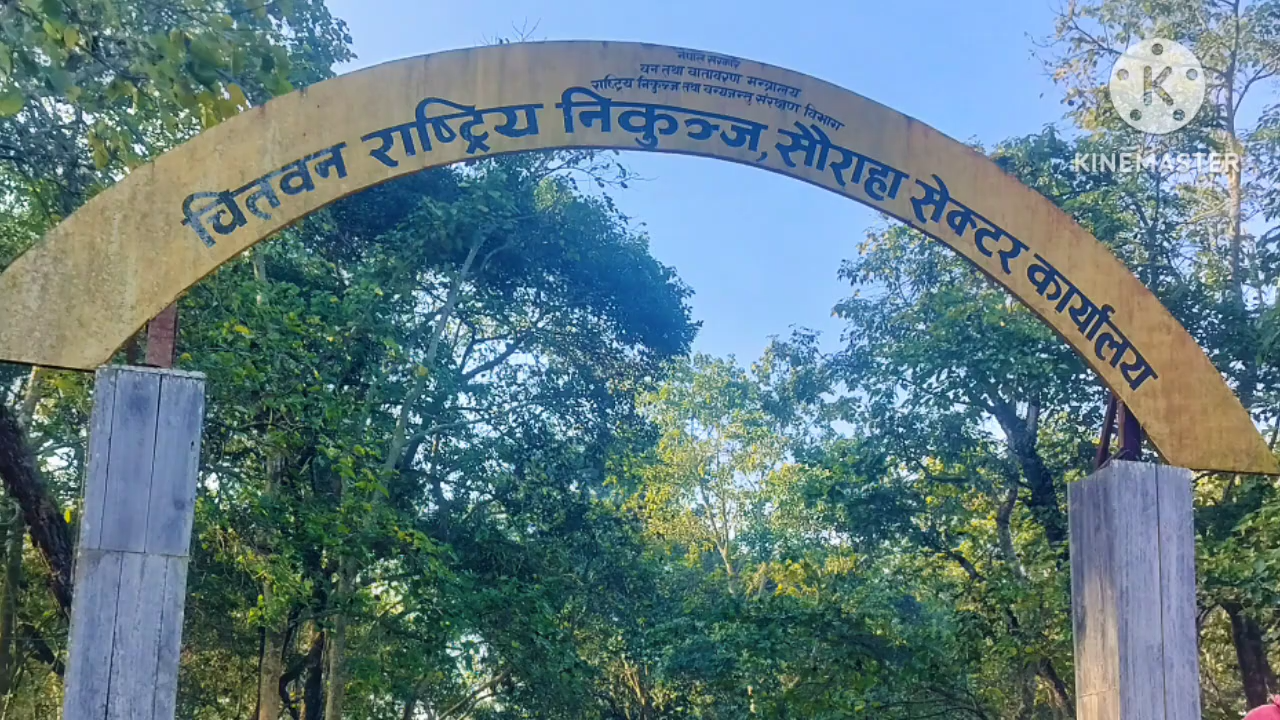 नेपाल सरकार
वन तथा वातावरण मन्त्रालय
राष्ट्रिय निकुञ्ज तथा वन्यजन्तु संरक्षण विभाग
चितवन राष्ट्रिय निकुञ्ज, सौराहा सेक्टर कार्यालय
K
KINEMASTER